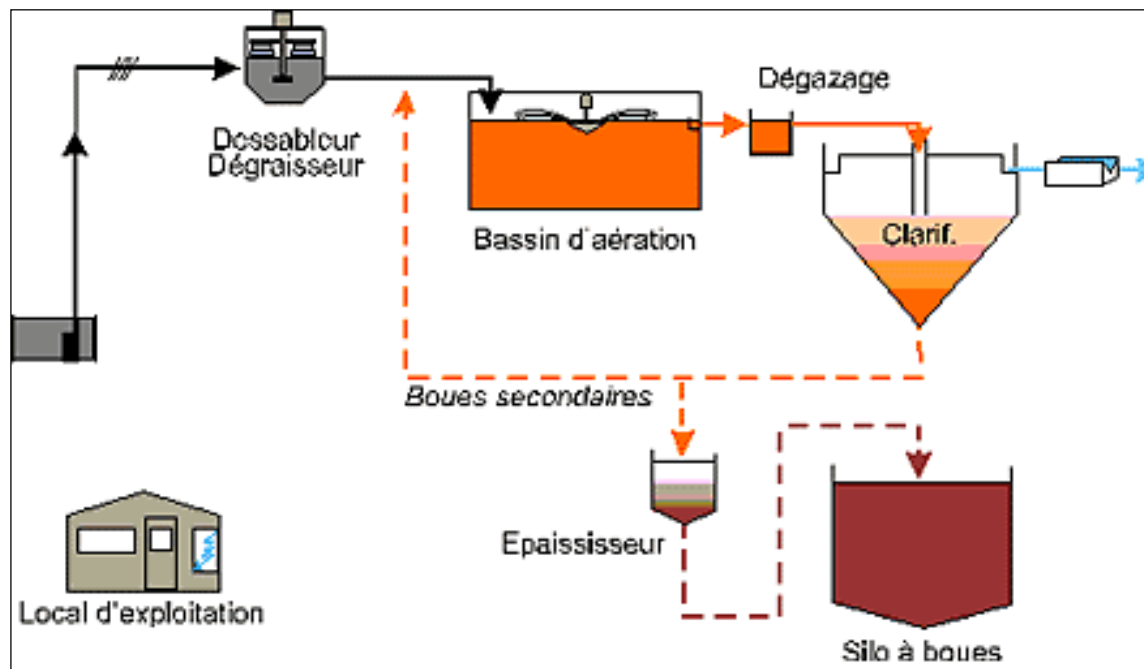 Dessableur
Dégraisseur
Bassin d'aération
Dégazage
Clarif.
Boues secondaires
Epaississeur
Local d'exploitation
Silo à boues